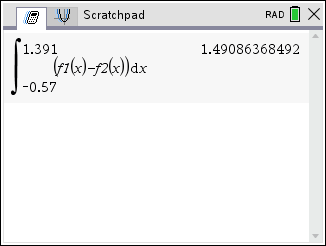 Scratchpad RAD
∫ 1.391 1.49086368492
(f1(x)−f2(x))dx
−0.57